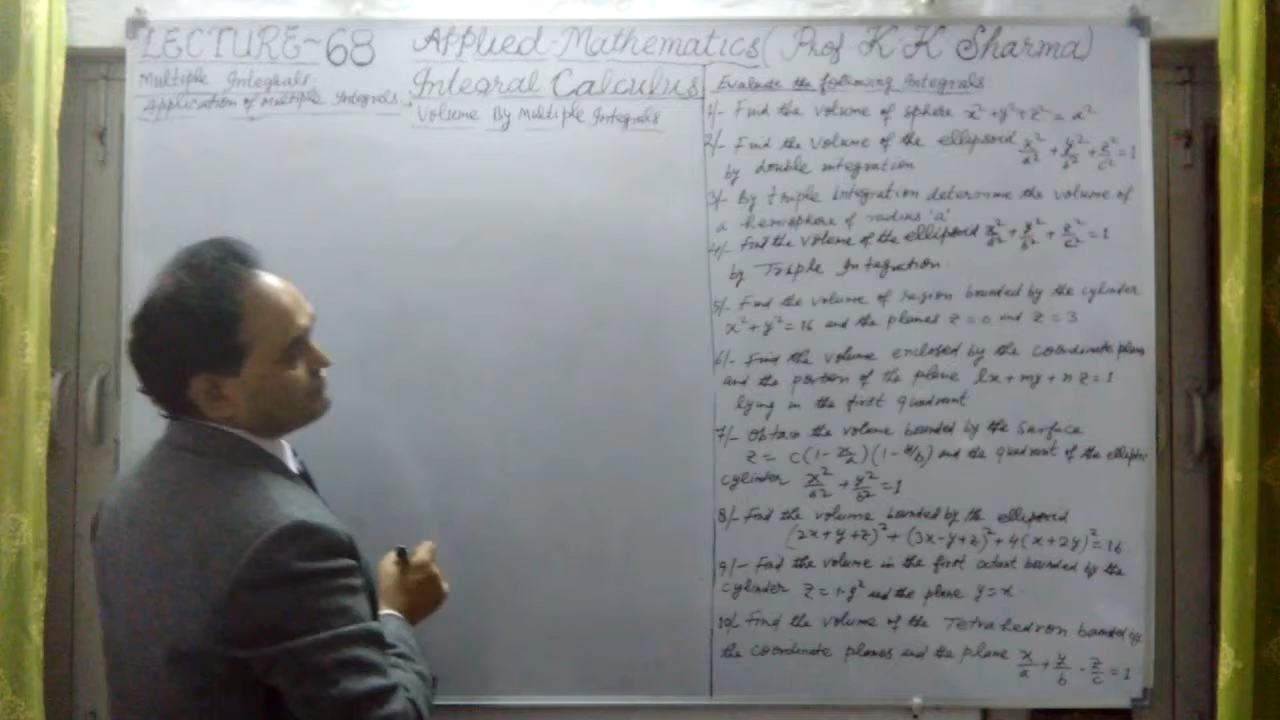 LECTURE~68 Applied-Mathematics (Prof K.K Sharma)
Multiple Integrals.
Application of Multiple Integrals.
Integral Calculus
Volume By Multiple Integrals
Evaluate the following Integrals
1/- Find the volume of sphere x²+y²+z² = a²
2/- Find the volume of the ellipsoid x²/a² + y²/b² + z²/c² = 1
by double integration
3/- By triple integration determine the volume of
a hemisphere of radius 'a'
4/- Find the volume of the ellipsoid x²/a² + y²/b² + z²/c² = 1
by Triple Integration.
5/- Find the volume of region bounded by the cylinder
x²+y²=16 and the planes z=0 and z=3
6/- Find the volume enclosed by the coordinate plans
and the portion of the plane lx+my+nz=1
lying in the first quadrant
7/- Obtain the volume bounded by the surface
z = c(1-x/a)(1-y/b) and the quadrant of the elliptic
cylinder x²/a² + y²/b² = 1
8/- Find the volume bounded by the ellipsoid
(2x+y+z)²+(3x-y+z)²+4(x+2y)²=16
9/- Find the volume in the first octant bounded by the
cylinder z=1-y² and the plane y=x
10/ Find the volume of the Tetrahedron bounded by
the coordinate planes and the plane x/a + y/b - z/c = 1